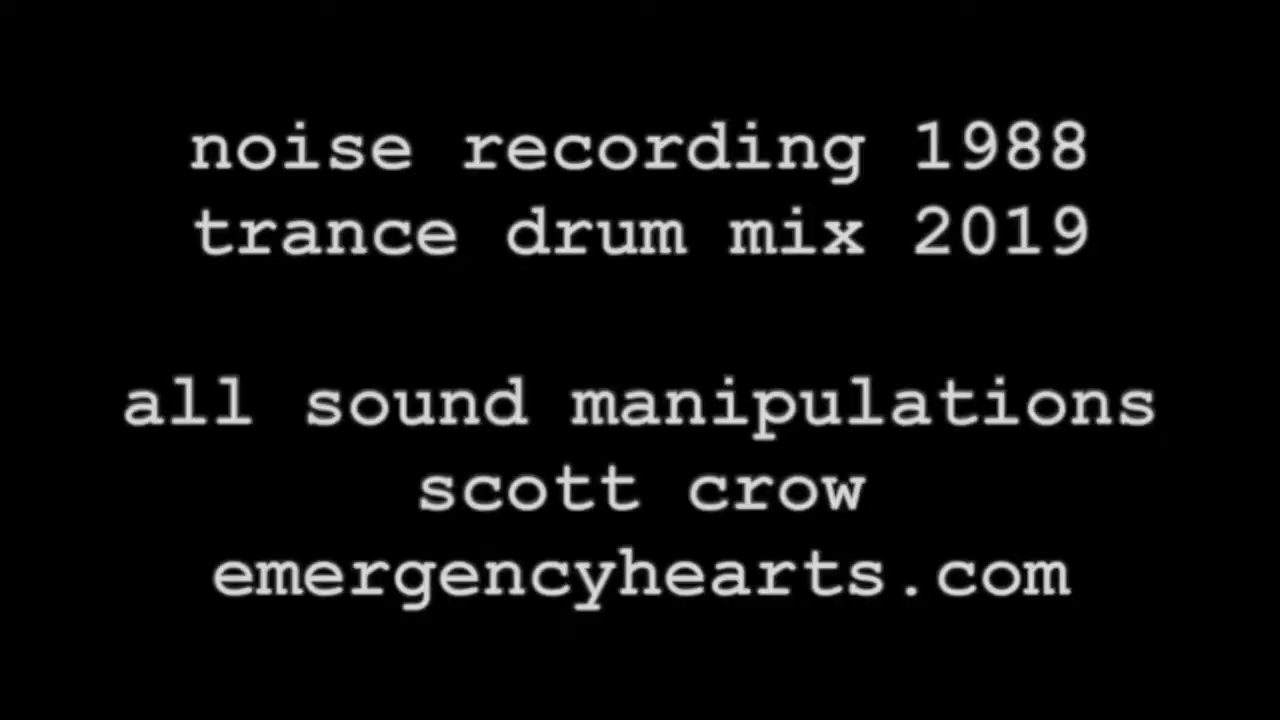 noise recording 1988
trance drum mix 2019
all sound manipulations
scott crow
emergencyhearts.com